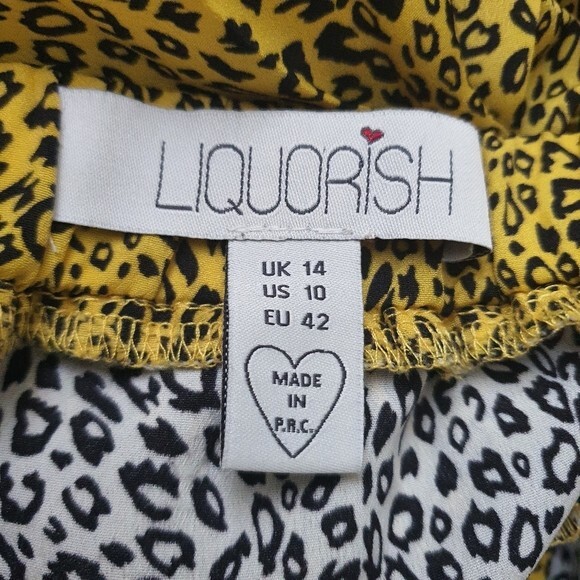 LIQUORISH
UK 14
US 10
EU 42
MADE
IN
P.R.C.